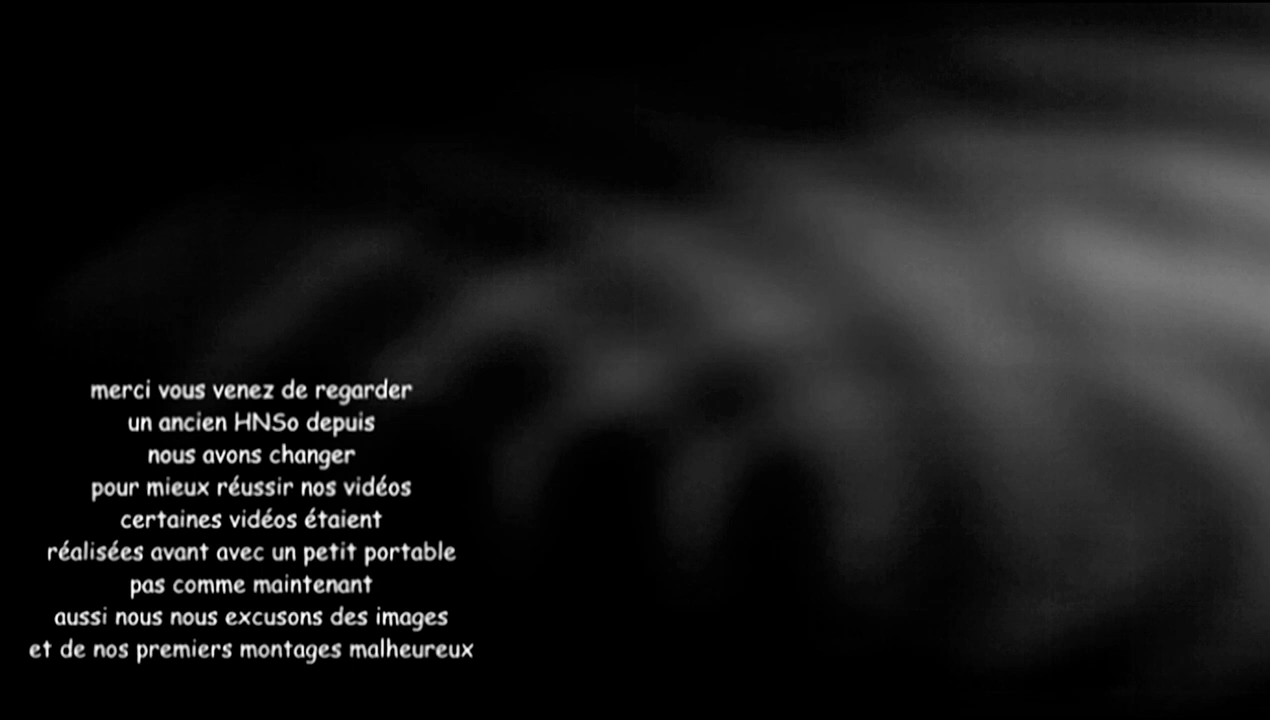 merci vous venez de regarder
un ancien HNSo depuis
nous avons changer
pour mieux réussir nos vidéos
certaines vidéos étaient
réalisées avant avec un petit portable
pas comme maintenant
aussi nous nous excusons des images
et de nos premiers montages malheureux